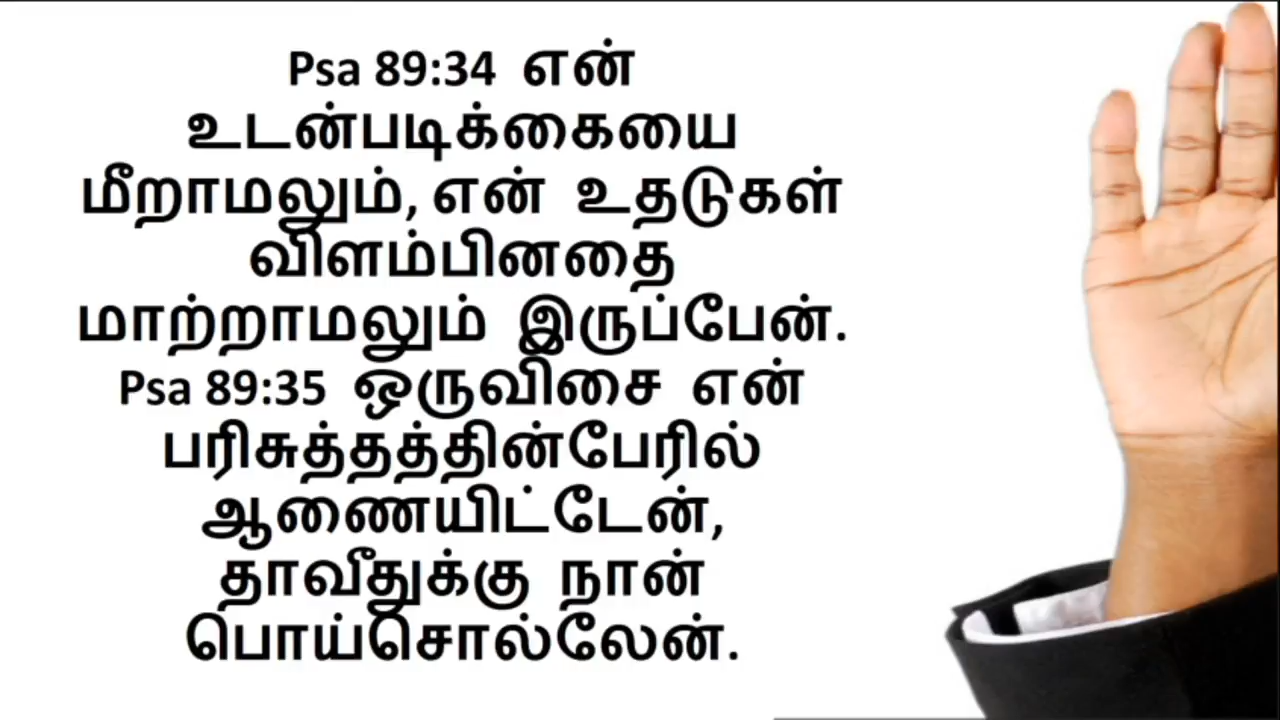 Psa 89:34 என்
உடன்படிக்கையை
மீறாமலும், என் உதடுகள்
விளம்பினதை
மாற்றாமலும் இருப்பேன்.
Psa 89:35 ஒருவிசை என்
பரிசுத்தத்தின்பேரில்
ஆணையிட்டேன்,
தாவீதுக்கு நான்
பொய்சொல்லேன்.